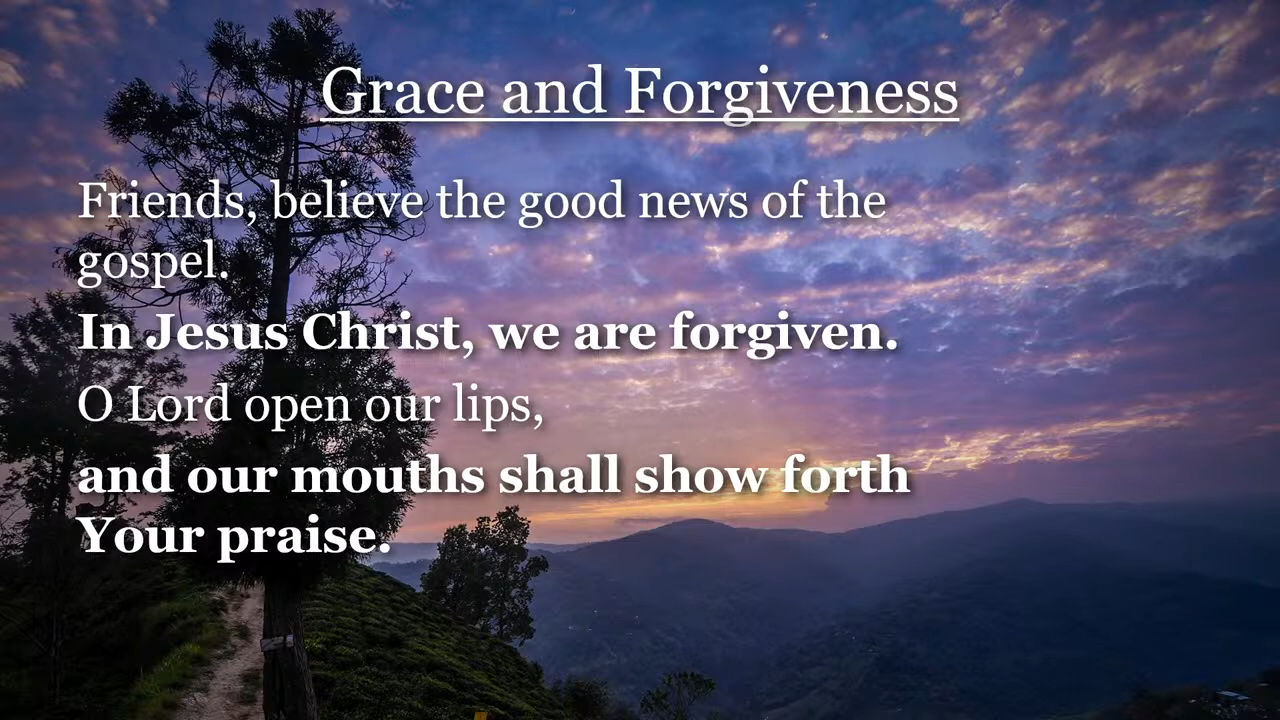 Grace and Forgiveness
Friends, believe the good news of the
gospel.
In Jesus Christ, we are forgiven.
O Lord open our lips,
and our mouths shall show forth
Your praise.